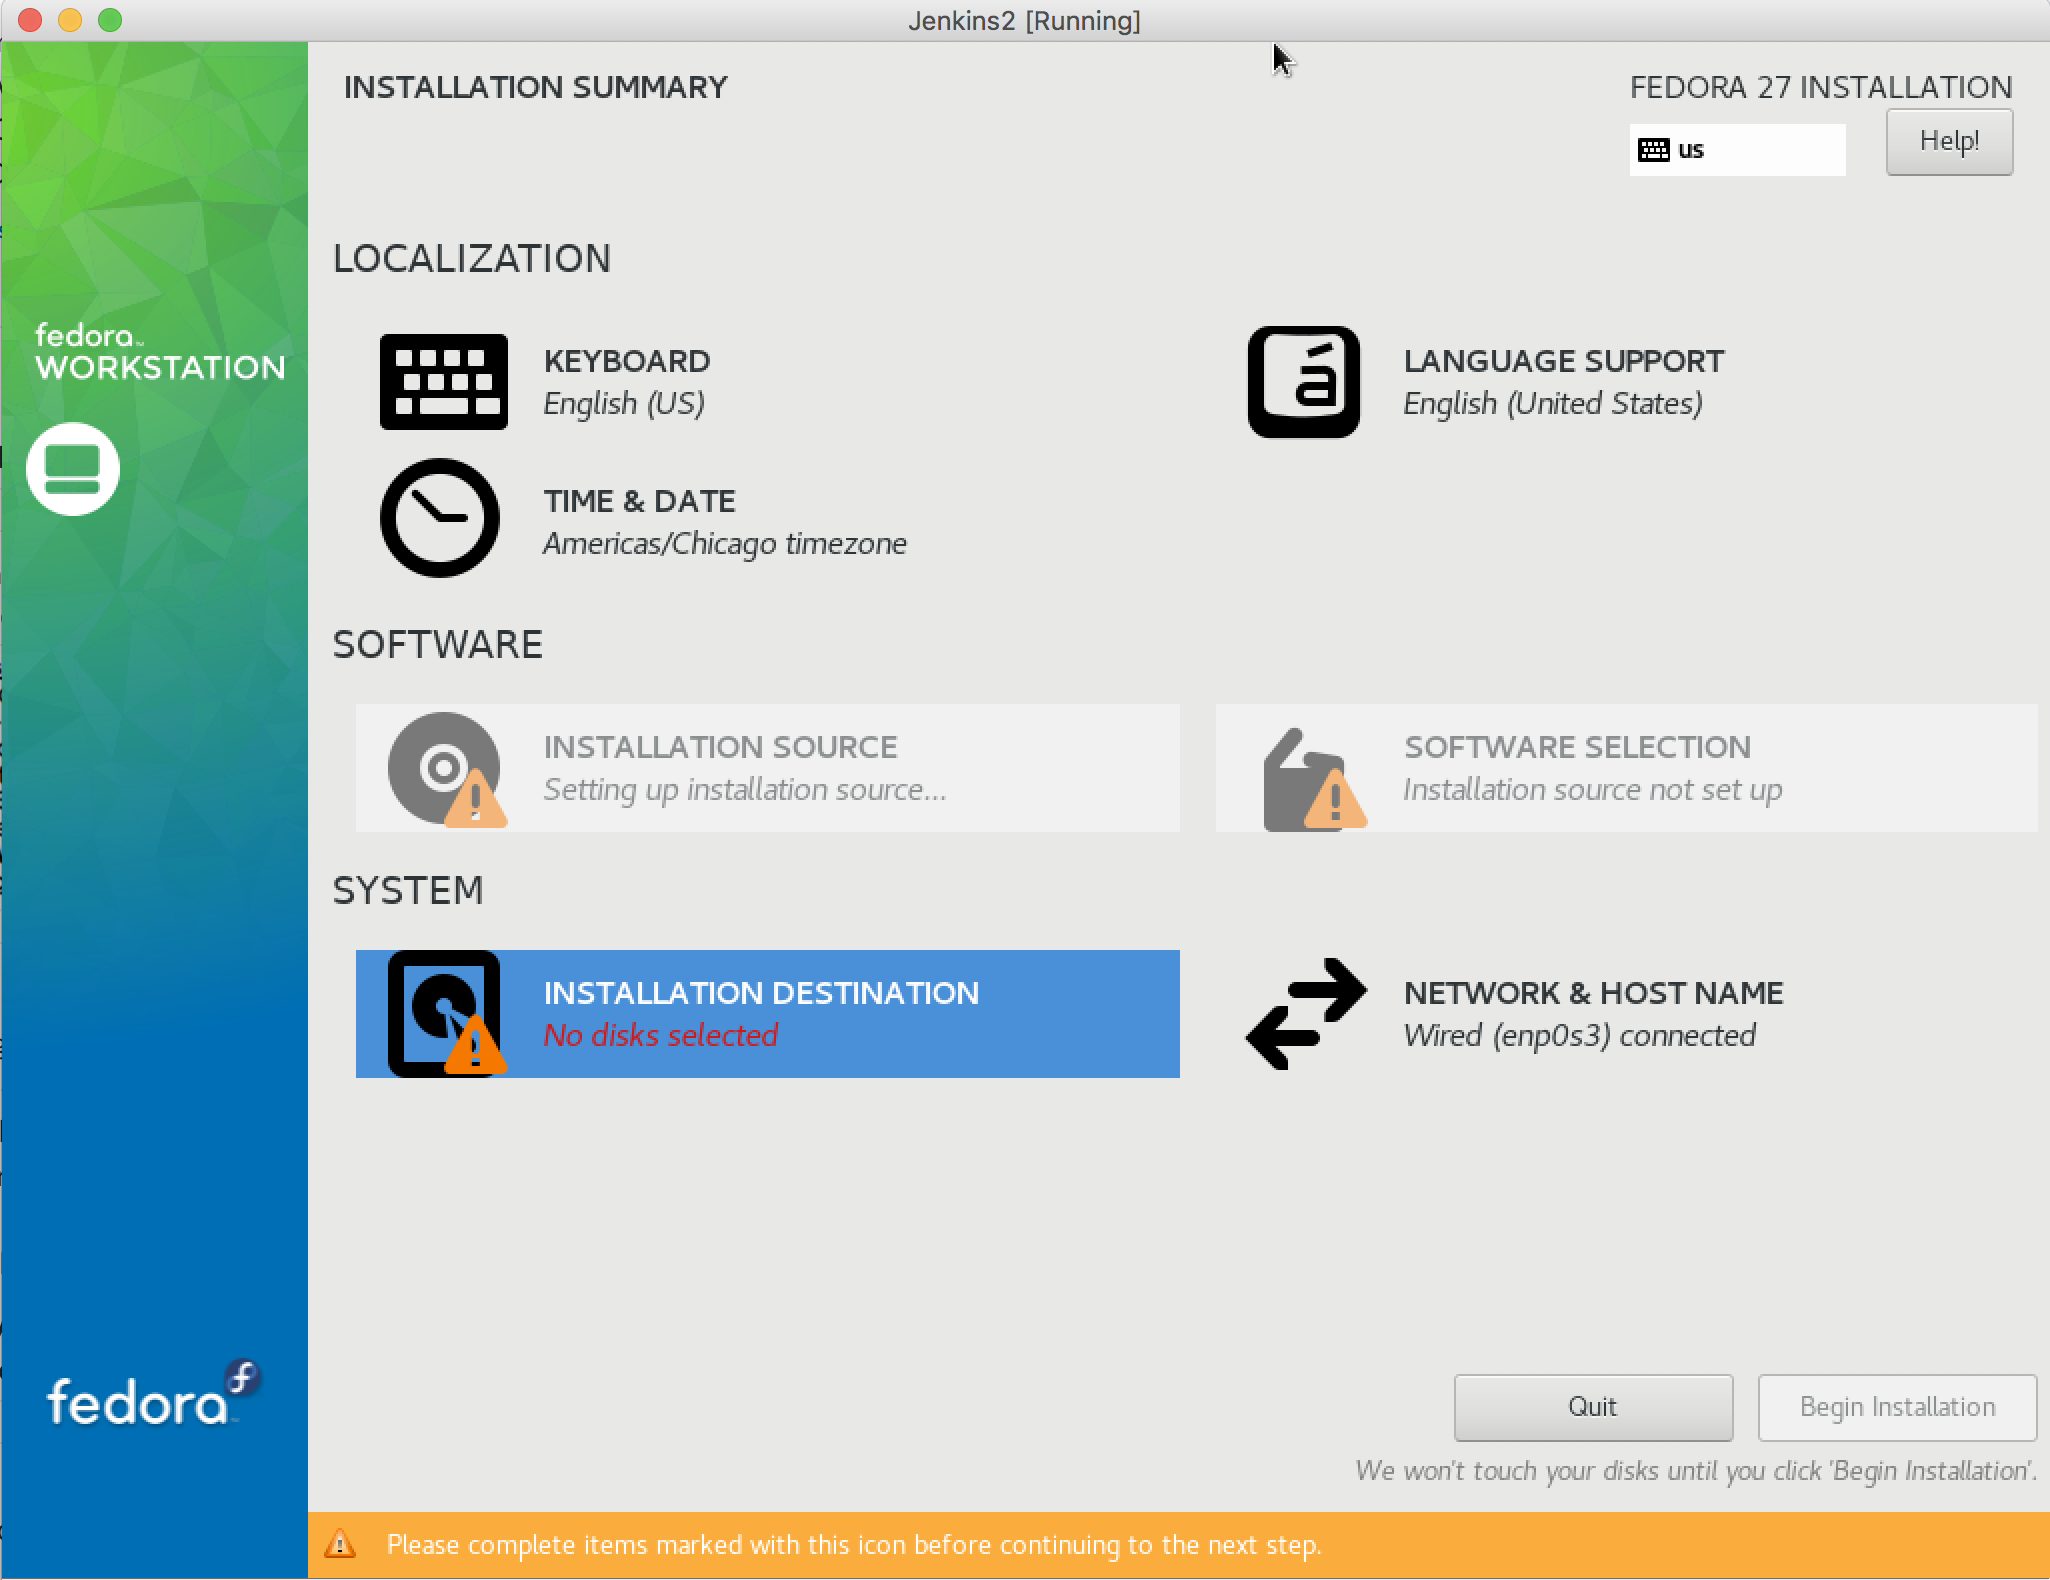 Jenkins2 [Running]
INSTALLATION SUMMARY
FEDORA 27 INSTALLATION
us
Help!
fedora™
WORKSTATION
LOCALIZATION
KEYBOARD
English (US)
á
LANGUAGE SUPPORT
English (United States)
TIME & DATE
Americas/Chicago timezone
SOFTWARE
INSTALLATION SOURCE
Setting up installation source...
SOFTWARE SELECTION
Installation source not set up
SYSTEM
INSTALLATION DESTINATION
No disks selected
NETWORK & HOST NAME
Wired (enp0s3) connected
fedora
Quit
Begin Installation
We won't touch your disks until you click 'Begin Installation'.
Please complete items marked with this icon before continuing to the next step.